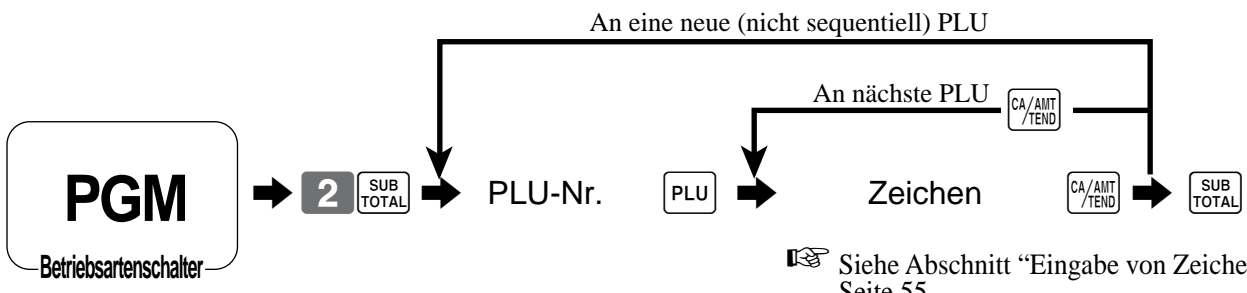 An eine neue (nicht sequentiell) PLU
An nächste PLU CA/AMT /TEND
PGM 2 SUB TOTAL PLU-Nr. PLU Zeichen CA/AMT /TEND SUB TOTAL
Betriebsartenschalter
Siehe Abschnitt “Eingabe von Zeiche
Seite 55